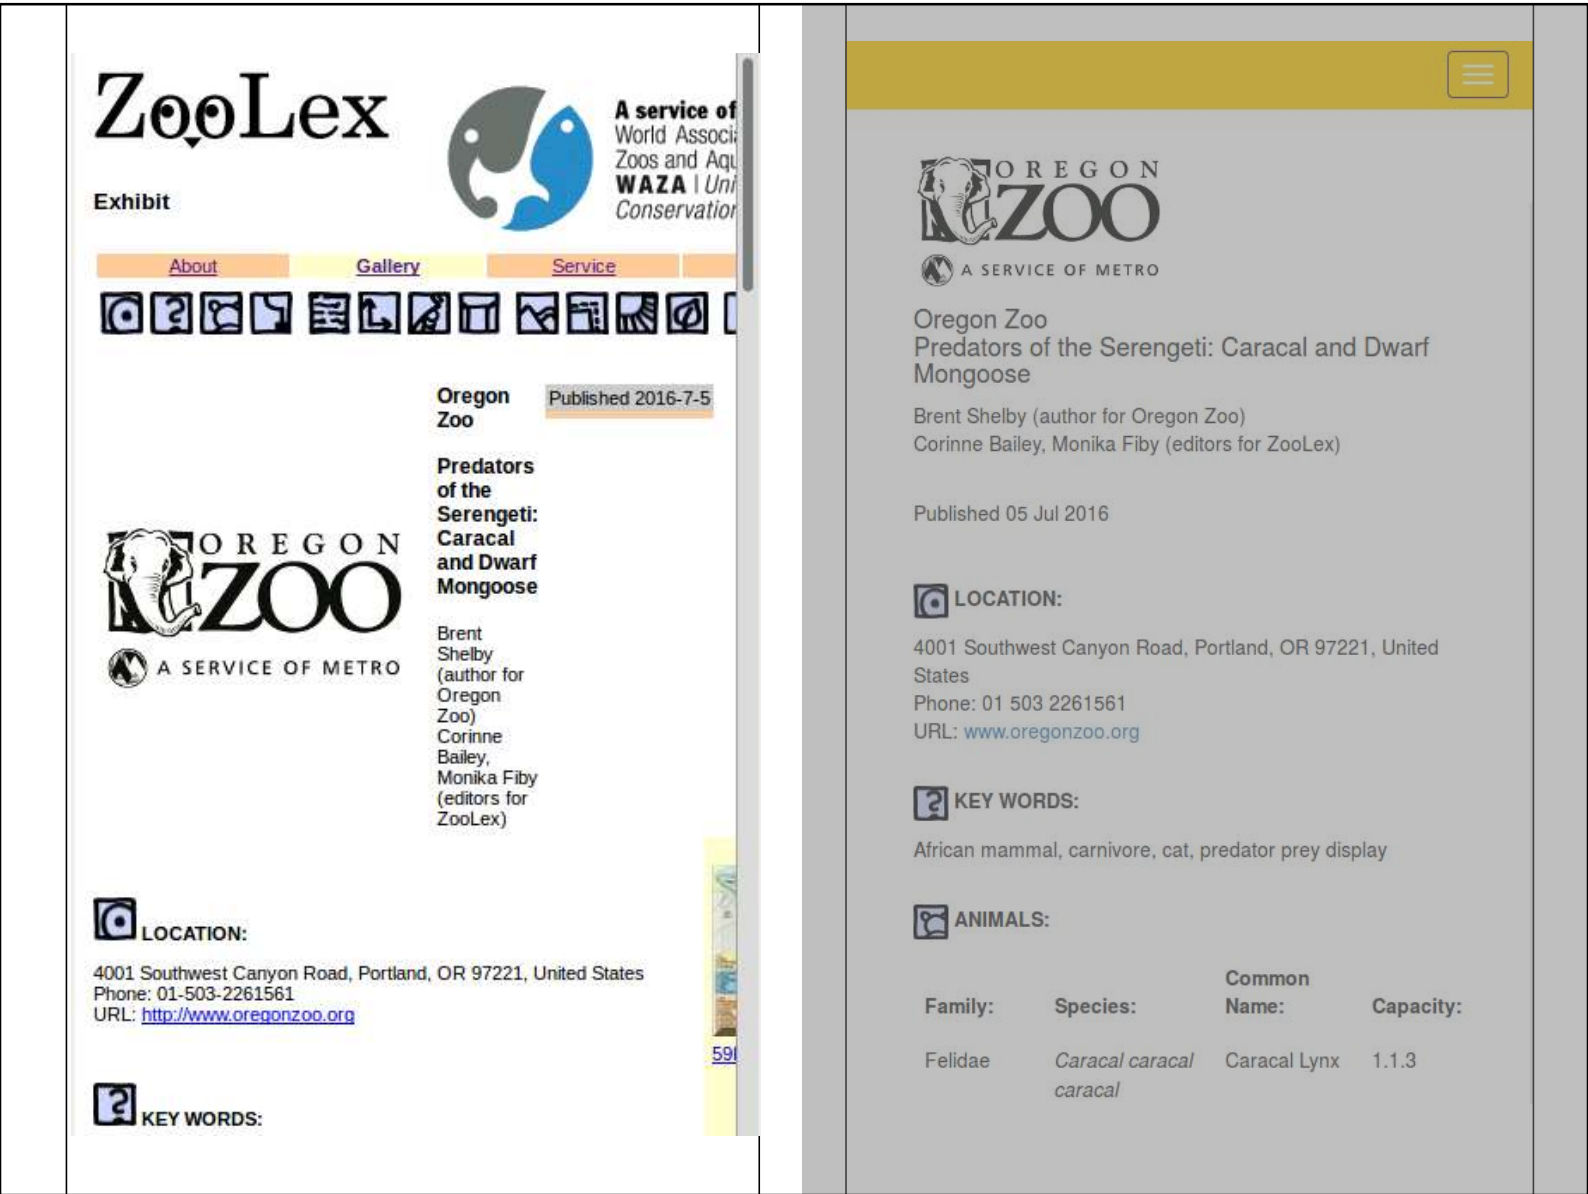 ZooLex
Exhibit
A service of
World Associ
Zoos and Aqu
WAZA | Uni
Conservation
About Gallery Service
Oregon
Zoo
Published 2016-7-5
Predators
of the
Serengeti:
Caracal
and Dwarf
Mongoose
OREGON
ZOO
A SERVICE OF METRO
Brent
Shelby
(author for
Oregon
Zoo)
Corinne
Bailey,
Monika Fiby
(editors for
ZooLex)
LOCATION:
4001 Southwest Canyon Road, Portland, OR 97221, United States
Phone: 01-503-2261561
URL: http://www.oregonzoo.org
KEY WORDS:
OREGON
ZOO
A SERVICE OF METRO
Oregon Zoo
Predators of the Serengeti: Caracal and Dwarf
Mongoose
Brent Shelby (author for Oregon Zoo)
Corinne Bailey, Monika Fiby (editors for ZooLex)
Published 05 Jul 2016
LOCATION:
4001 Southwest Canyon Road, Portland, OR 97221, United
States
Phone: 01 503 2261561
URL: www.oregonzoo.org
KEY WORDS:
African mammal, carnivore, cat, predator prey display
ANIMALS:
Family: Species: Common Name: Capacity:
Felidae Caracal caracal caracal Caracal Lynx 1.1.3